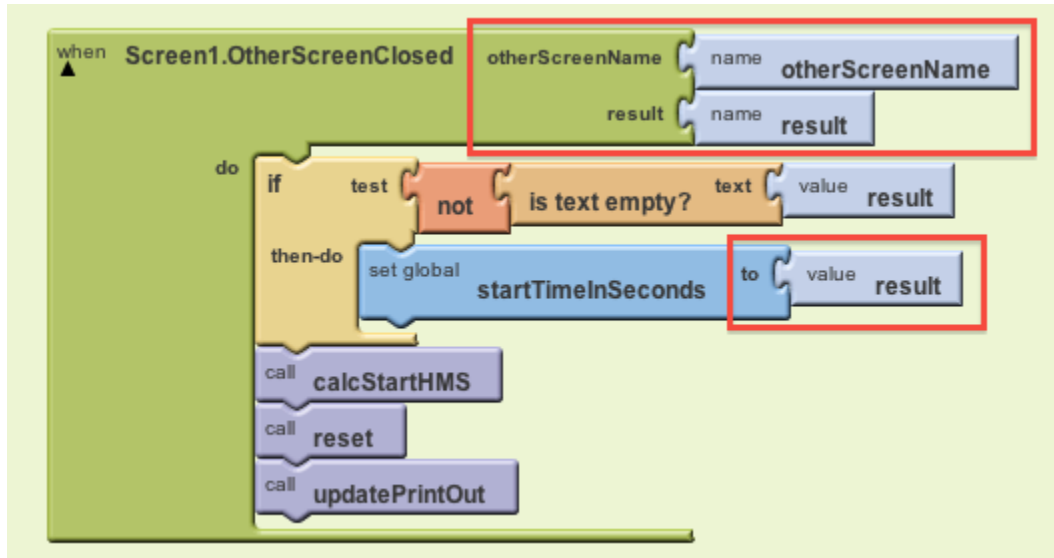 when Screen1.OtherScreenClosed otherScreenName name otherScreenName
result name result
do if test not is text empty? text value result
then-do set global startTimeInSeconds to value result
call calcStartHMS
call reset
call updatePrintOut